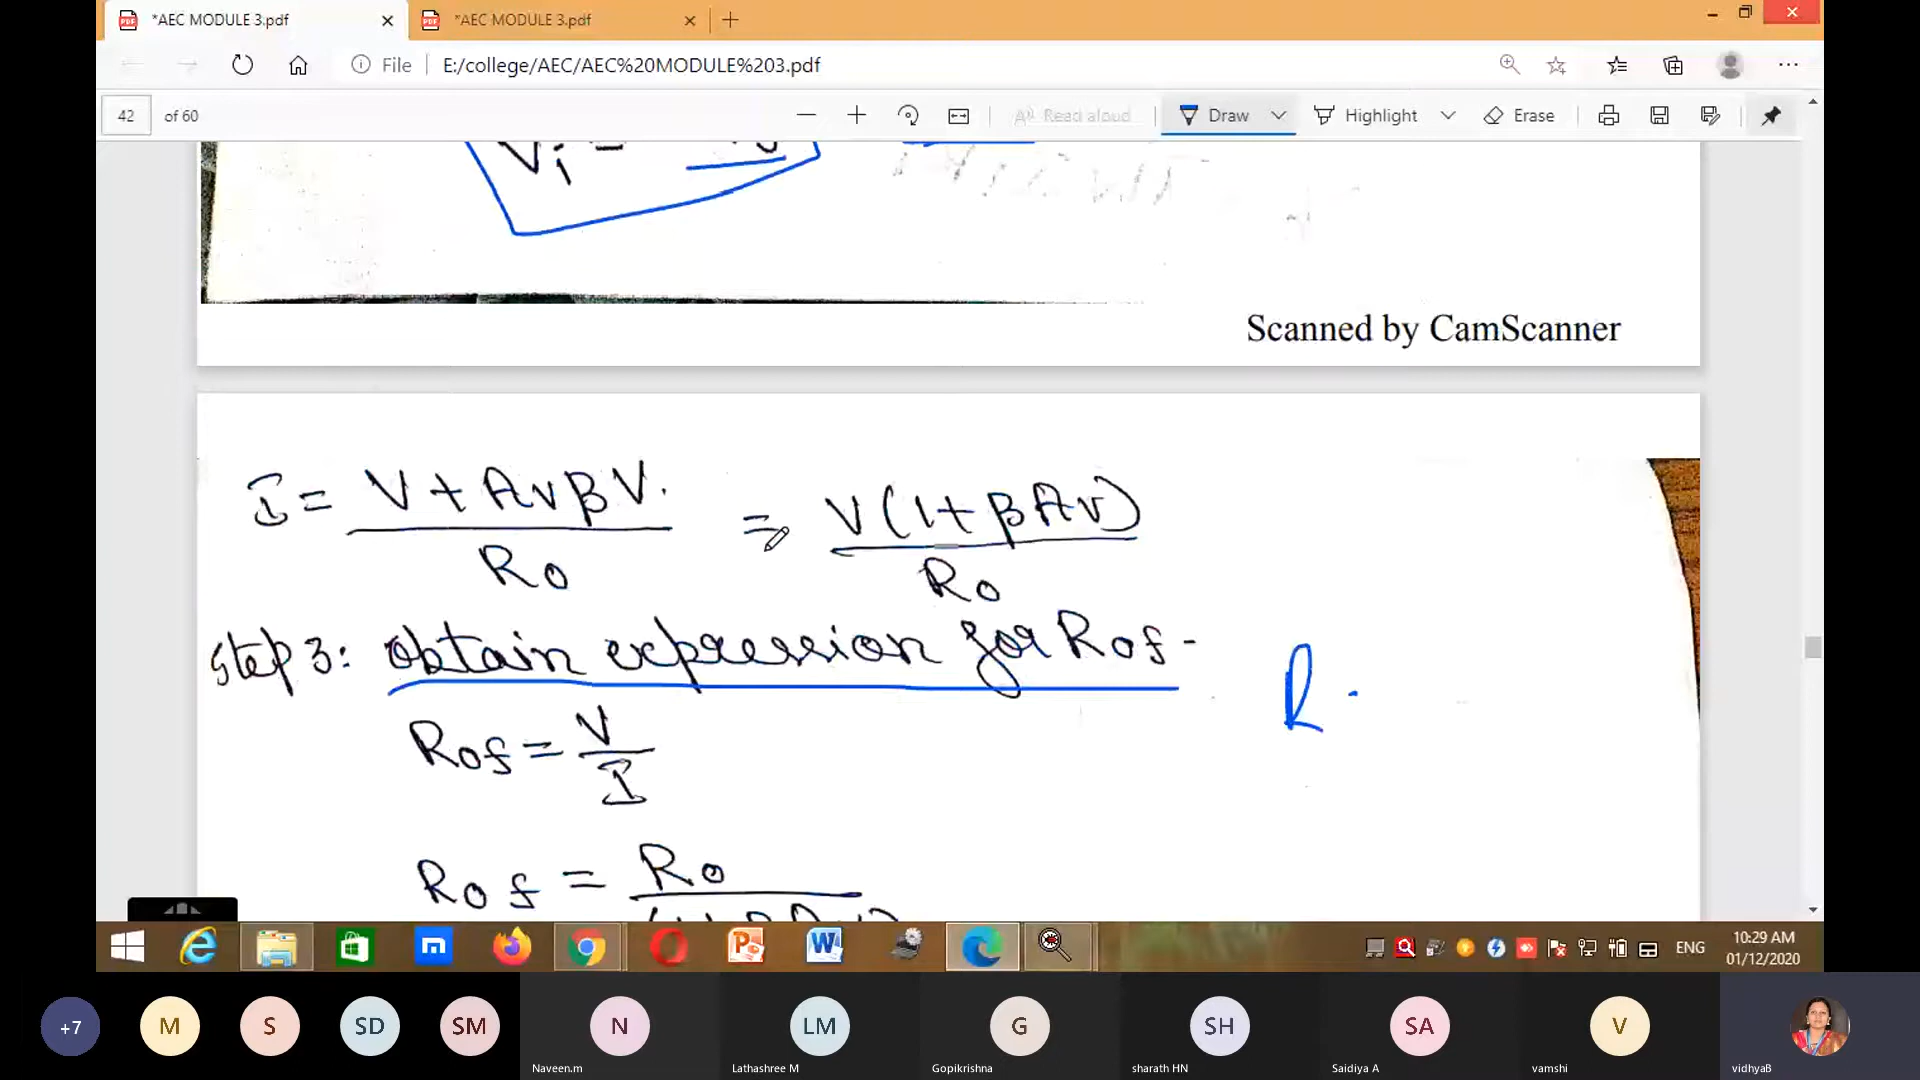 *AEC MODULE 3.pdf
*AEC MODULE 3.pdf
File E:/college/AEC/AEC%20MODULE%203.pdf
42 of 60 Read aloud Draw Highlight Erase
Vi =
Scanned by CamScanner
I = V + AvβV. / Ro = V(1+βAv) / Ro
Step 3: obtain expression for Rof -
R
Rof = V / I
Rof = Ro
ENG
10:29 AM
01/12/2020
+7 M S SD SM N LM G SH SA V
Naveen.m Lathashree M Gopikrishna sharath HN Saidiya A vamshi vidhyaB